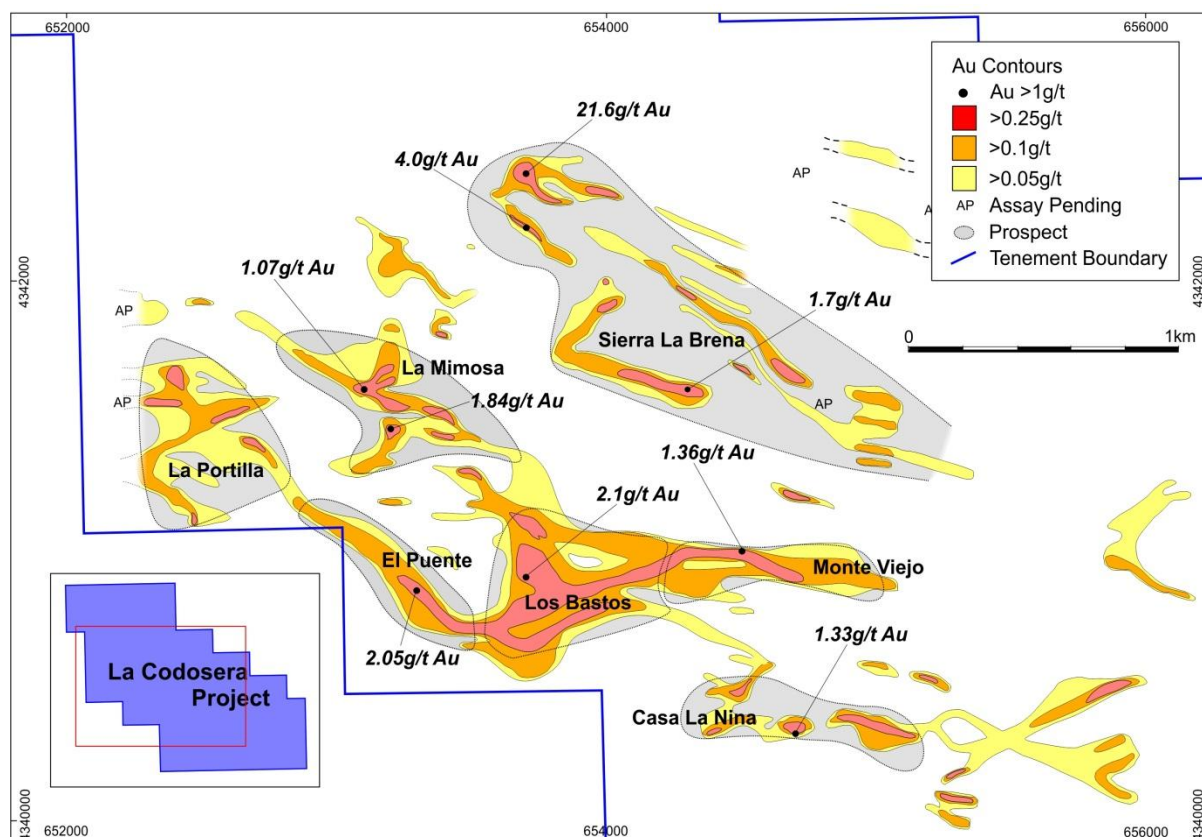 652000
654000
656000
Au Contours
Au >1g/t
>0.25g/t
>0.1g/t
>0.05g/t
AP Assay Pending
Prospect
Tenement Boundary
21.6g/t Au
4.0g/t Au
AP
A
4342000
4342000
1.07g/t Au
1.7g/t Au
0 1km
AP
Sierra La Brena
La Mimosa
AP
AP
1.84g/t Au
1.36g/t Au
La Portilla
2.1g/t Au
El Puente
Monte Viejo
Los Bastos
2.05g/t Au
1.33g/t Au
La Codosera
Project
Casa La Nina
4340000
4340000
652000
654000
656000